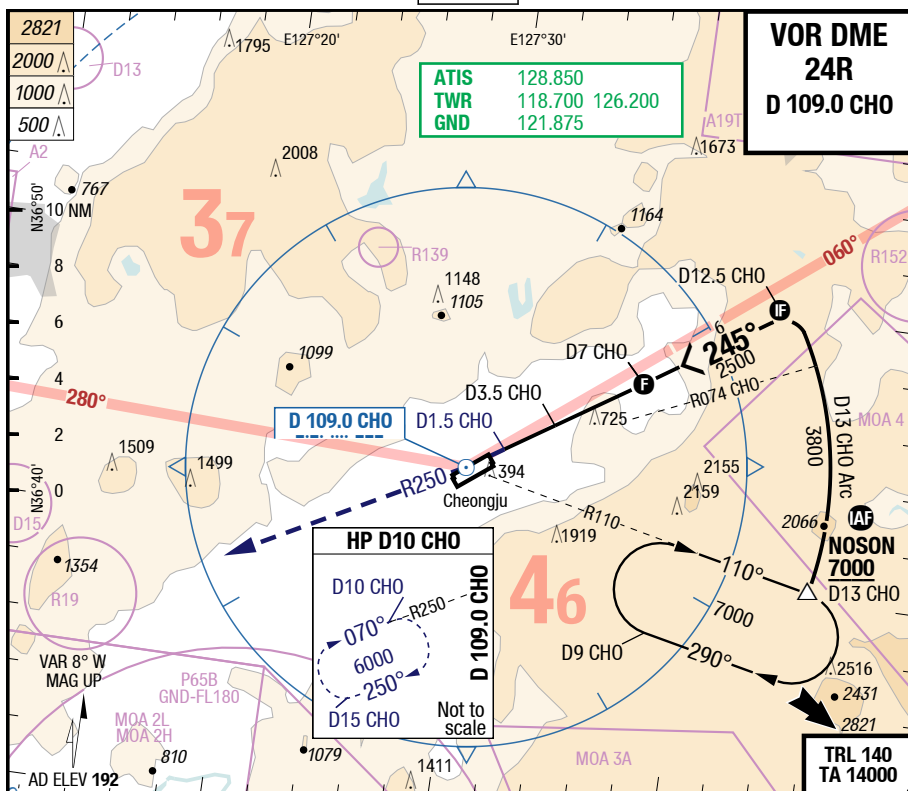 2821
2000
1000
500
1795
E127°20'
E127°30'
D13
ATIS 128.850
TWR 118.700 126.200
GND 121.875
VOR DME
24R
D 109.0 CHO
A19T
1673
A2
2008
767
N36°50'
10 NM
37
1164
060°
R139
R152
D12.5 CHO
IF
8
1148
1105
6
6
245°
2500
D7 CHO
F
1099
4
D3.5 CHO
R074 CHO
280°
D 109.0 CHO
D1.5 CHO
725
D13 CHO Arc
3800
MOA 4
2
1509
1499
394
2155
2159
N36°40'
0
R250
Cheongju
D15
R110
1919
2066
IAF
NOSON
7000
D13 CHO
1354
R19
HP D10 CHO
D10 CHO
R250
070°
6000
250°
D15 CHO
D 109.0 CHO
Not to
scale
46
110°
7000
D9 CHO
290°
VAR 8° W
MAG UP
P65B
GND-FL180
MOA 2L
MOA 2H
2516
2431
2821
810
1079
1411
MOA 3A
AD ELEV 192
TRL 140
TA 14000